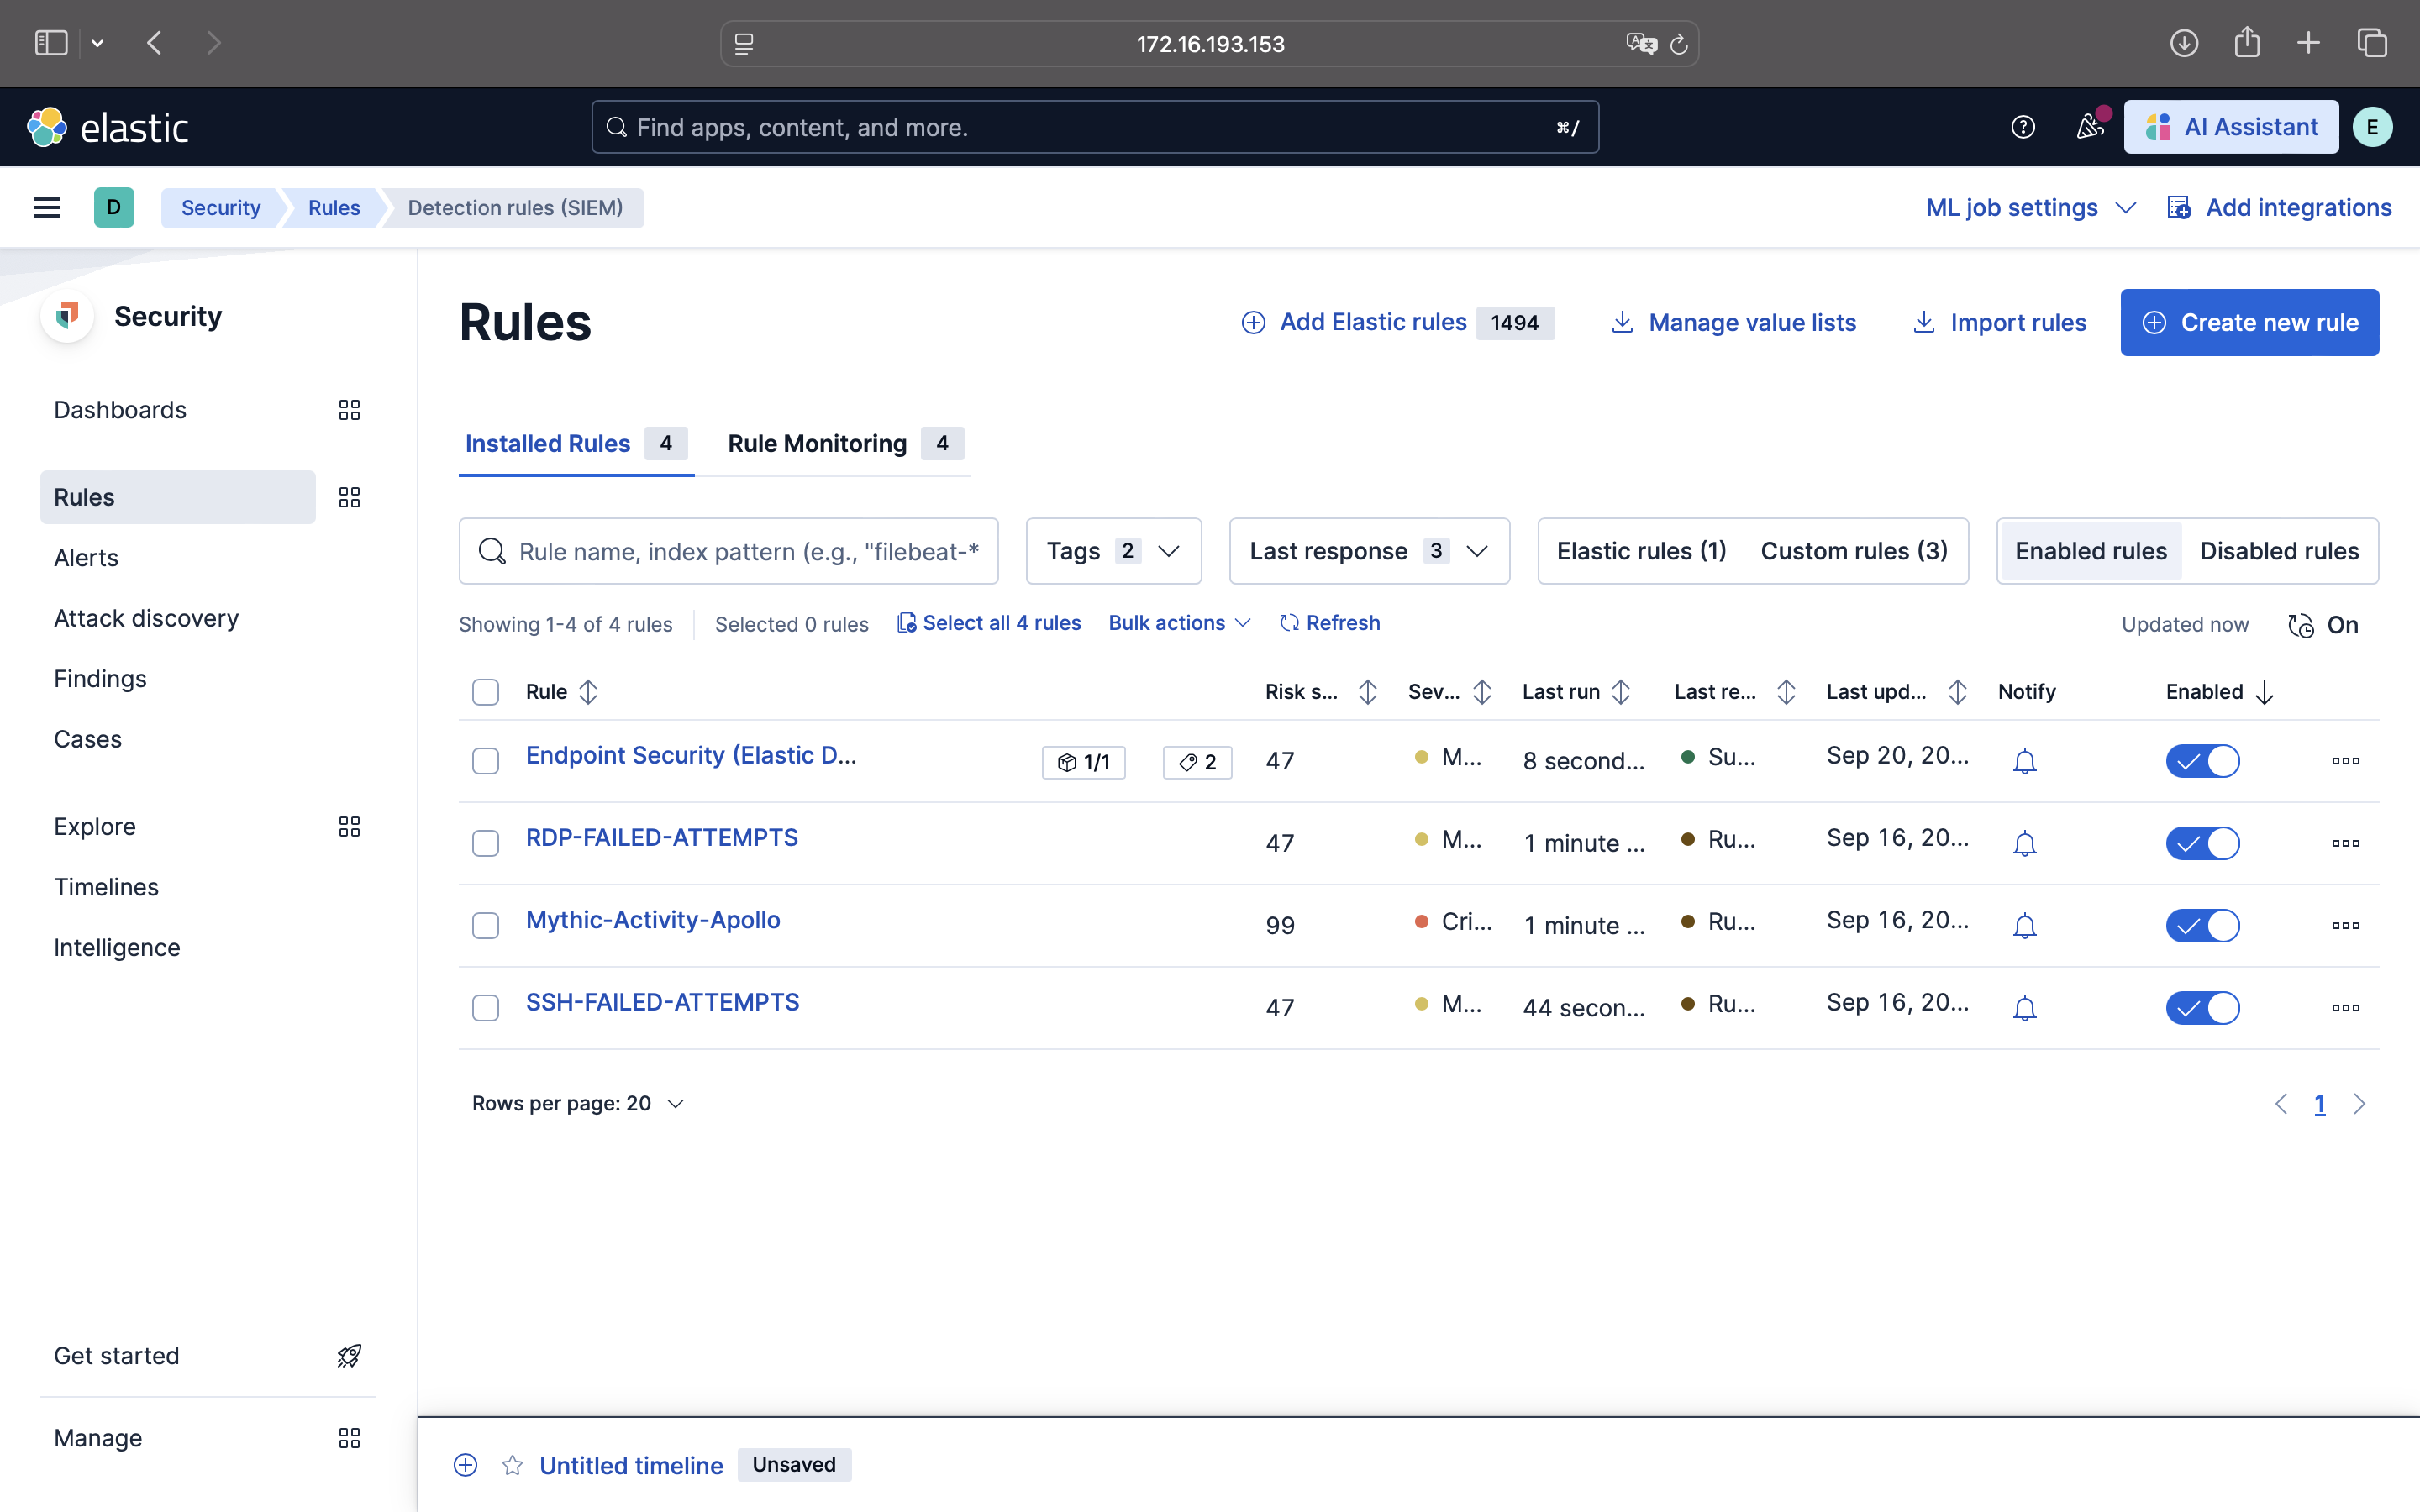 172.16.193.153
elastic
Find apps, content, and more.
⌘/
AI Assistant
E
D
Security
Rules
Detection rules (SIEM)
ML job settings
Add integrations
Security
Dashboards
Rules
Alerts
Attack discovery
Findings
Cases
Explore
Timelines
Intelligence
Get started
Manage
Rules
Add Elastic rules 1494
Manage value lists
Import rules
Create new rule
Installed Rules 4
Rule Monitoring 4
Rule name, index pattern (e.g., "filebeat-*
Tags 2
Last response 3
Elastic rules (1)
Custom rules (3)
Enabled rules
Disabled rules
Showing 1-4 of 4 rules
Selected 0 rules
Select all 4 rules
Bulk actions
Refresh
Updated now
On
Rule Risk s... Sev... Last run Last re... Last upd... Notify Enabled
Endpoint Security (Elastic D... 1/1 2 47 M... 8 second... Su... Sep 20, 20...
RDP-FAILED-ATTEMPTS 47 M... 1 minute ... Ru... Sep 16, 20...
Mythic-Activity-Apollo 99 Cri... 1 minute ... Ru... Sep 16, 20...
SSH-FAILED-ATTEMPTS 47 M... 44 secon... Ru... Sep 16, 20...
Rows per page: 20
1
Untitled timeline
Unsaved